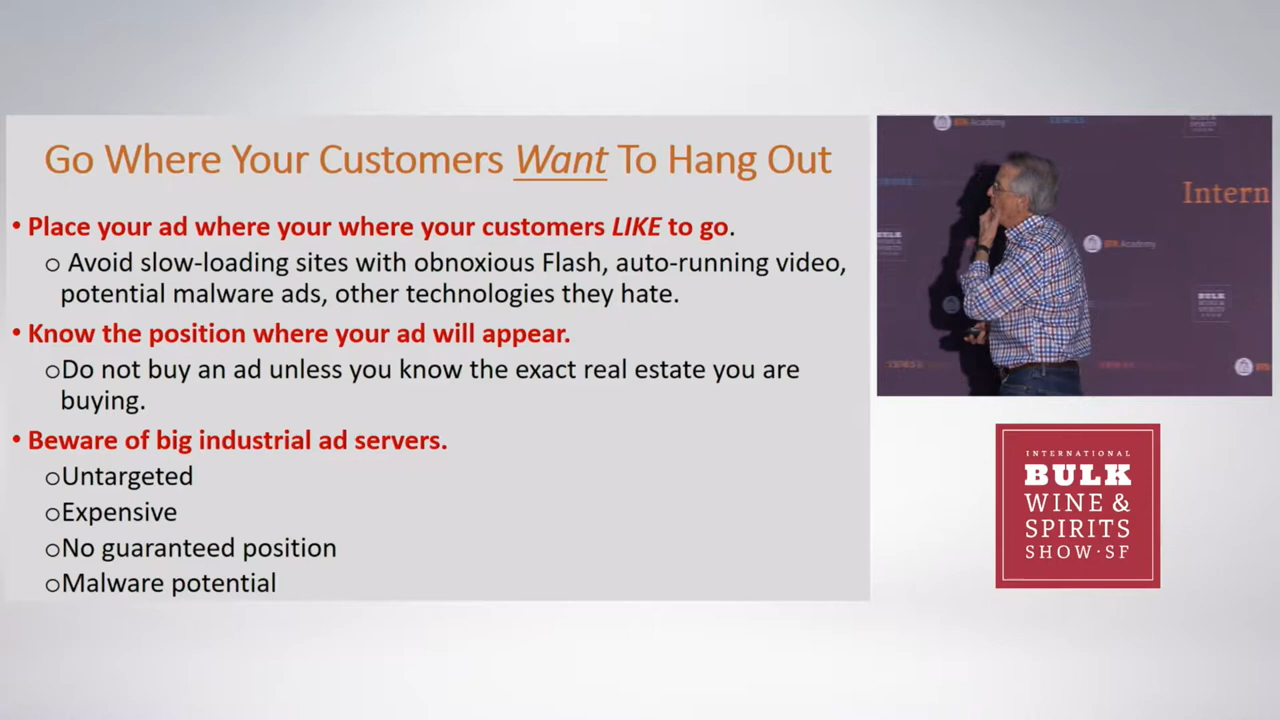 Go Where Your Customers Want To Hang Out
• Place your ad where your where your customers LIKE to go.
o Avoid slow-loading sites with obnoxious Flash, auto-running video,
potential malware ads, other technologies they hate.
• Know the position where your ad will appear.
oDo not buy an ad unless you know the exact real estate you are
buying.
• Beware of big industrial ad servers.
oUntargeted
oExpensive
oNo guaranteed position
oMalware potential
Academy
Intern
BULK
Academy
BULK
INTERNATIONAL
BULK
WINE &
SPIRITS
SHOW·SF